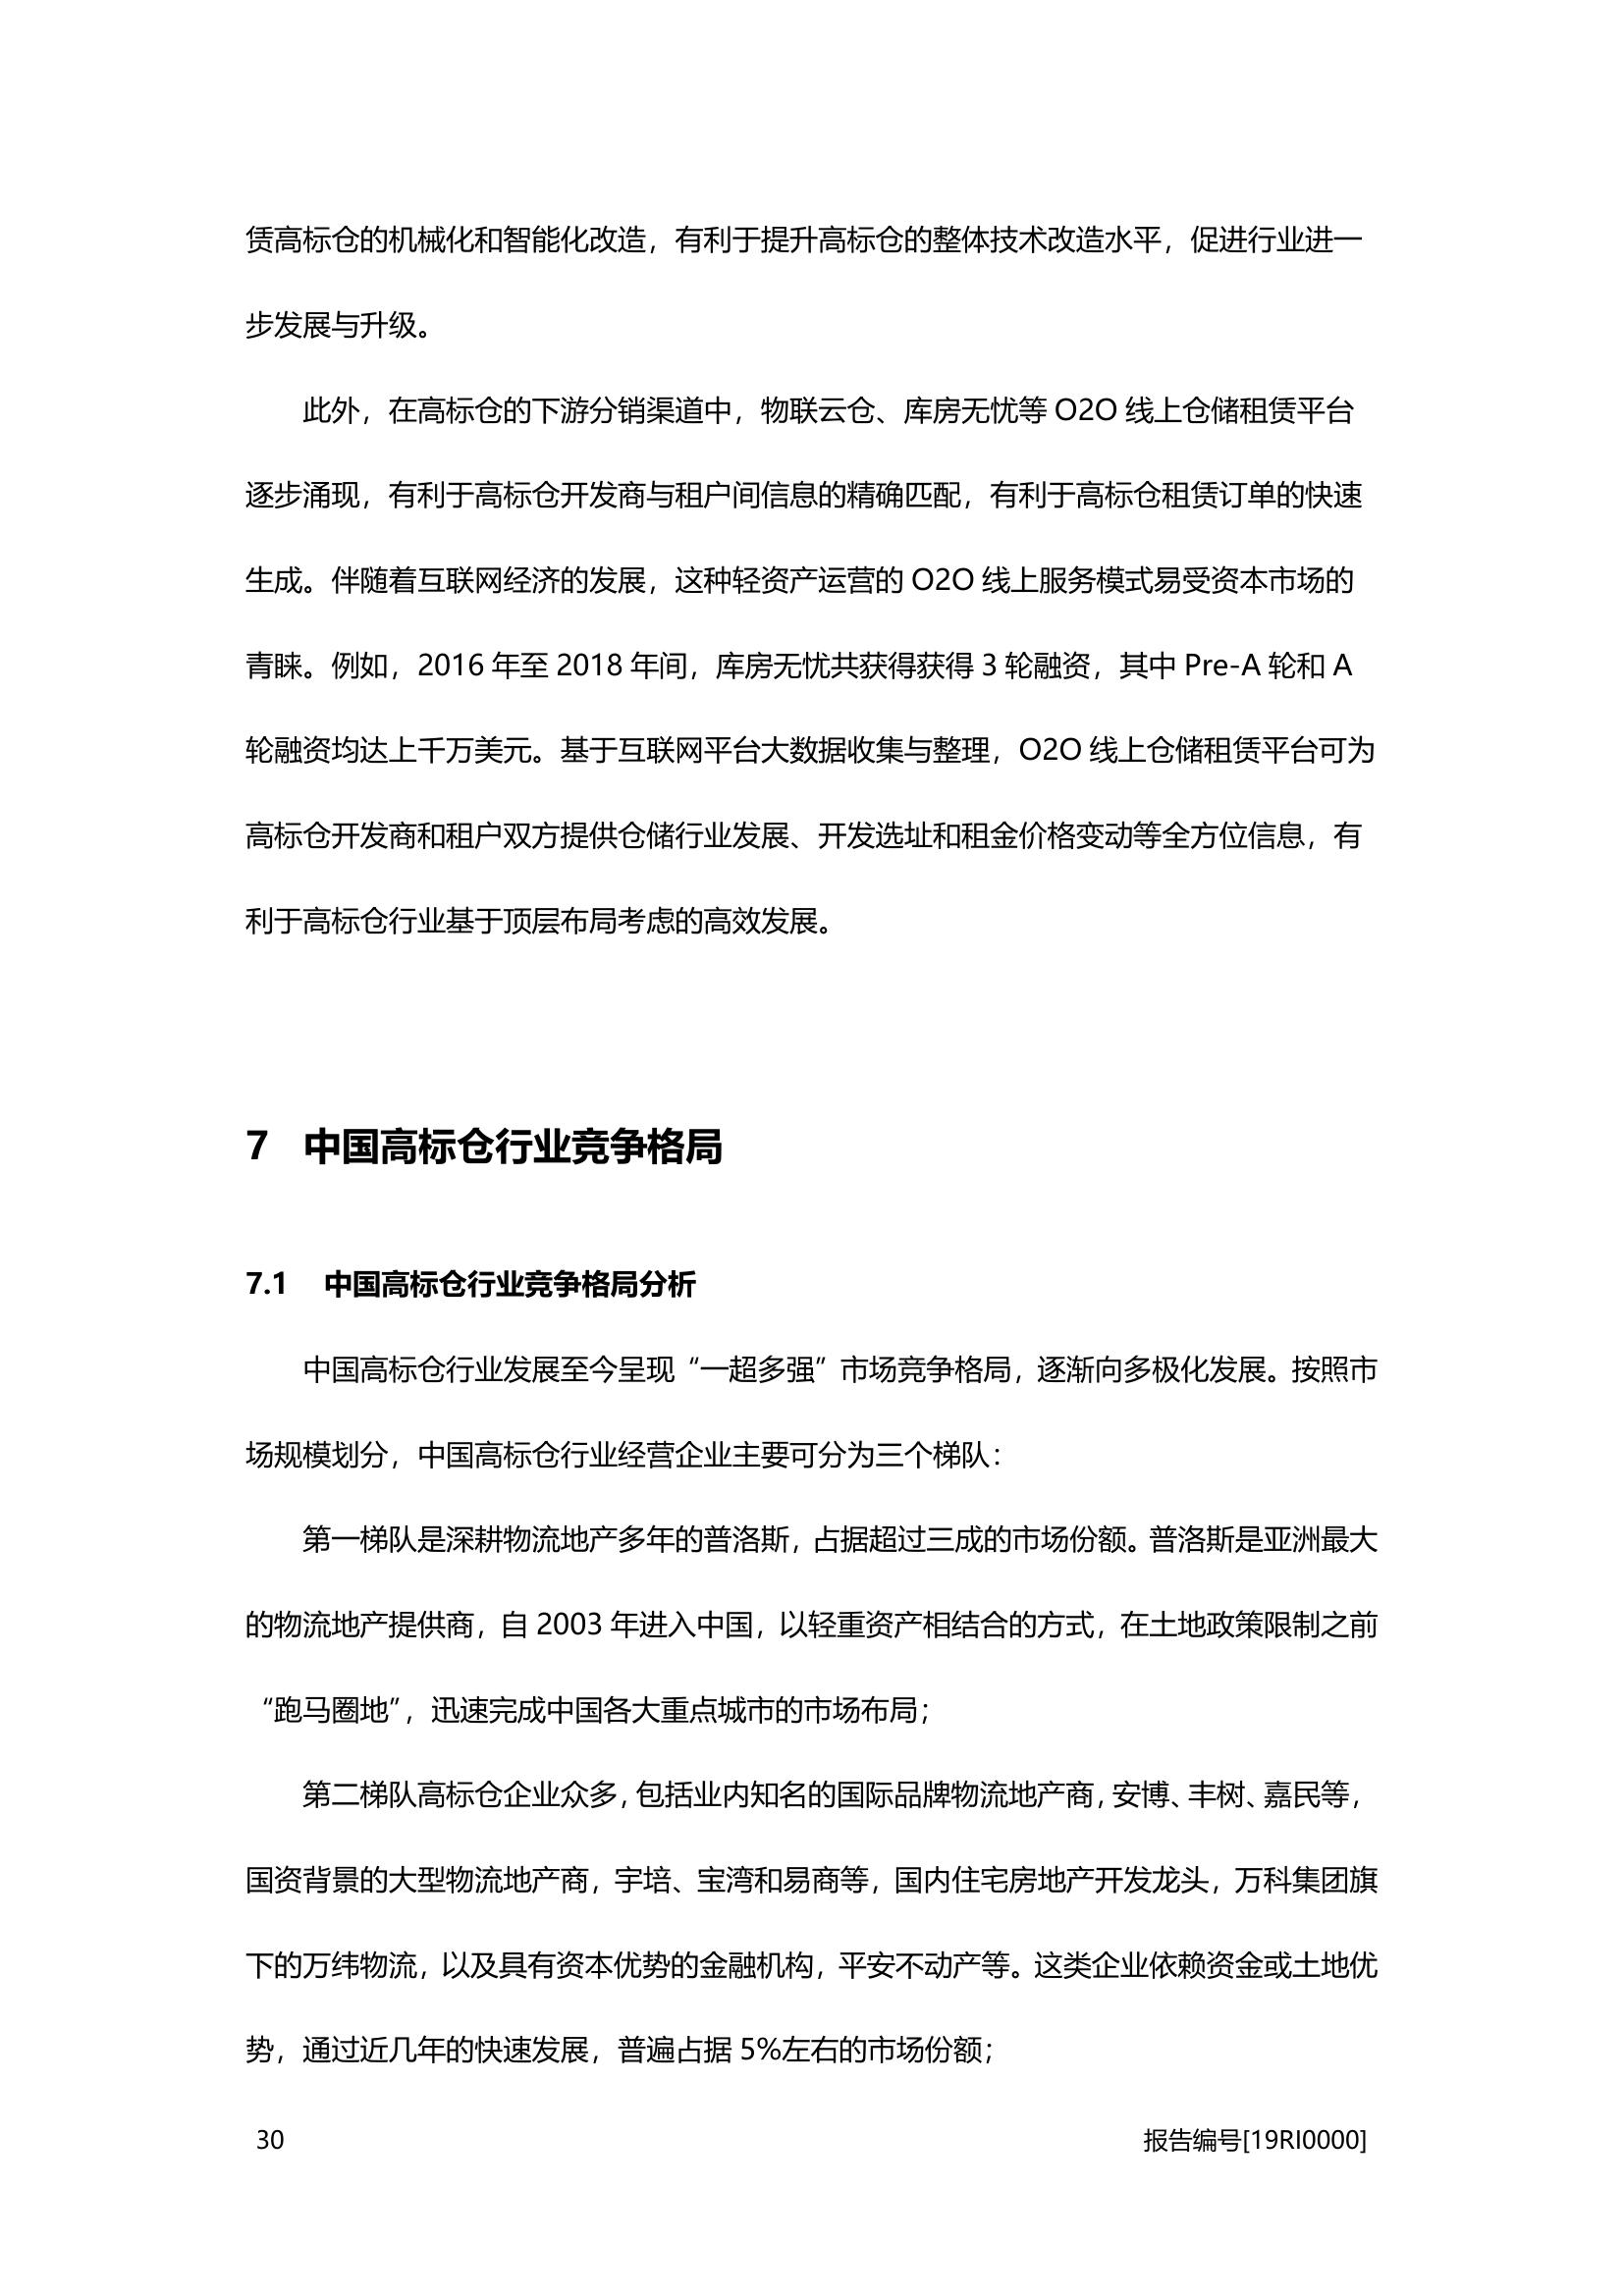 赁高标仓的机械化和智能化改造，有利于提升高标仓的整体技术改造水平，促进行业进一
步发展与升级。
此外，在高标仓的下游分销渠道中，物联云仓、库房无忧等 O2O 线上仓储租赁平台
逐步涌现，有利于高标仓开发商与租户间信息的精确匹配，有利于高标仓租赁订单的快速
生成。伴随着互联网经济的发展，这种轻资产运营的 O2O 线上服务模式易受资本市场的
青睐。例如，2016 年至 2018 年间，库房无忧共获得获得 3 轮融资，其中 Pre-A 轮和 A
轮融资均达上千万美元。基于互联网平台大数据收集与整理，O2O 线上仓储租赁平台可为
高标仓开发商和租户双方提供仓储行业发展、开发选址和租金价格变动等全方位信息，有
利于高标仓行业基于顶层布局考虑的高效发展。
7 中国高标仓行业竞争格局
7.1 中国高标仓行业竞争格局分析
中国高标仓行业发展至今呈现“一超多强”市场竞争格局，逐渐向多极化发展。按照市
场规模划分，中国高标仓行业经营企业主要可分为三个梯队：
第一梯队是深耕物流地产多年的普洛斯，占据超过三成的市场份额。普洛斯是亚洲最大
的物流地产提供商，自 2003 年进入中国，以轻重资产相结合的方式，在土地政策限制之前
“跑马圈地”，迅速完成中国各大重点城市的市场布局；
第二梯队高标仓企业众多，包括业内知名的国际品牌物流地产商，安博、丰树、嘉民等，
国资背景的大型物流地产商，宇培、宝湾和易商等，国内住宅房地产开发龙头，万科集团旗
下的万纬物流，以及具有资本优势的金融机构，平安不动产等。这类企业依赖资金或土地优
势，通过近几年的快速发展，普遍占据 5%左右的市场份额；
30 报告编号[19RI0000]